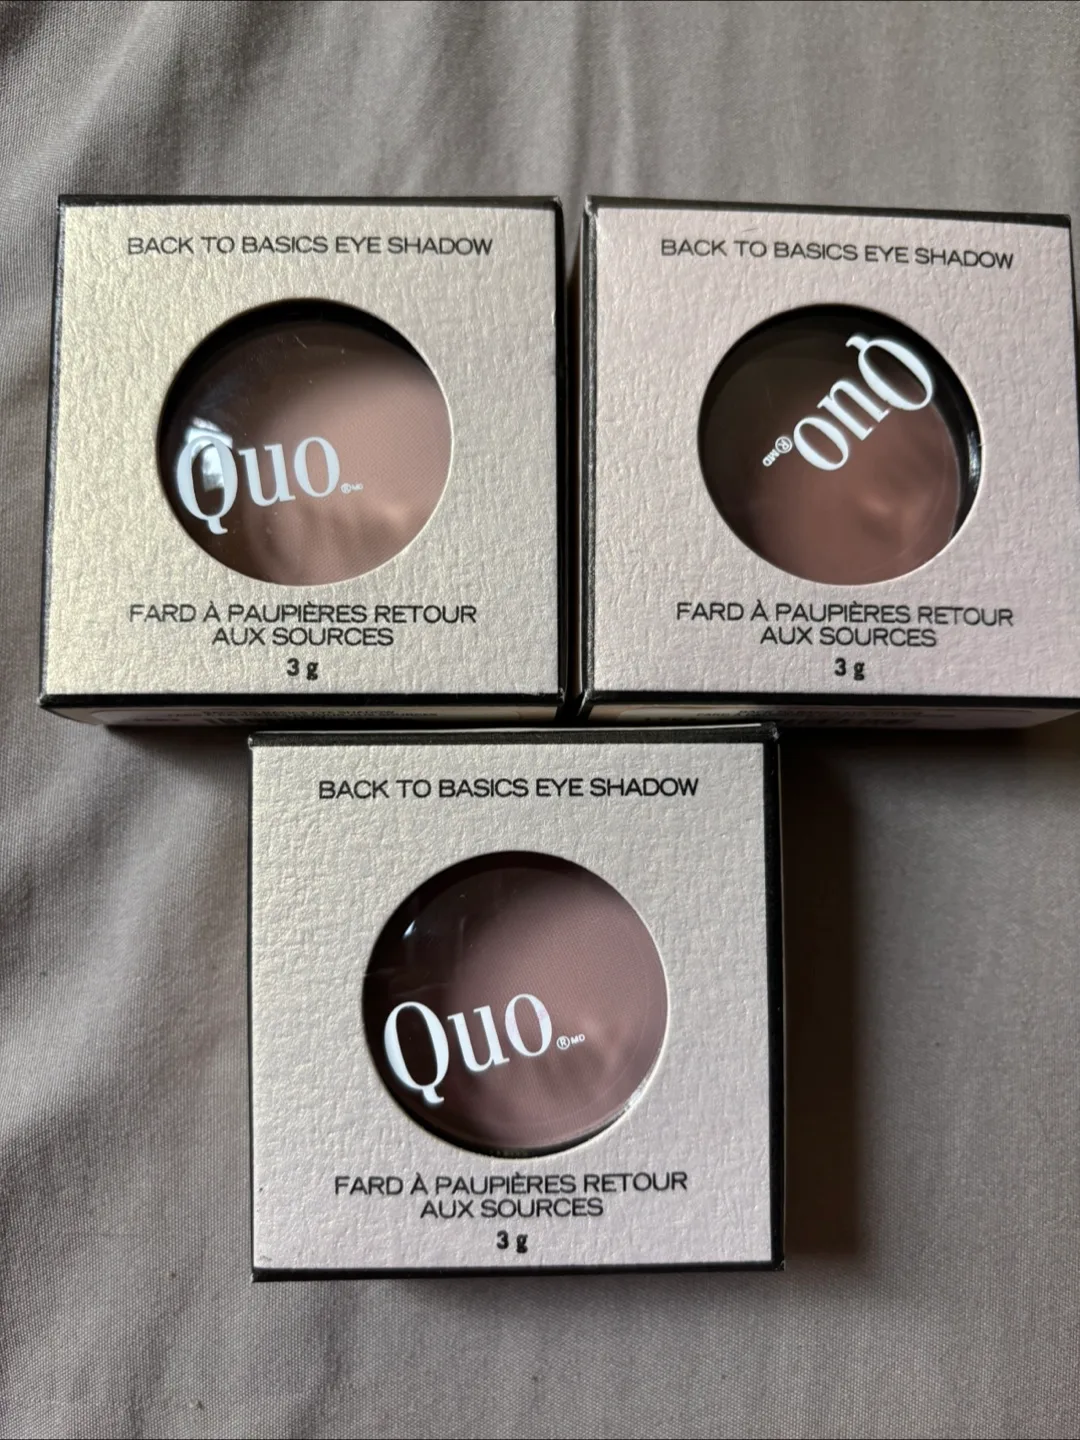 BACK TO BASICS EYE SHADOW
Quo
®MD
FARD À PAUPIÈRES RETOUR
AUX SOURCES
3 g
BACK TO BASICS EYE SHADOW
Quo
®MD
FARD À PAUPIÈRES RETOUR
AUX SOURCES
3 g
BACK TO BASICS EYE SHADOW
Quo
®MD
FARD À PAUPIÈRES RETOUR
AUX SOURCES
3 g